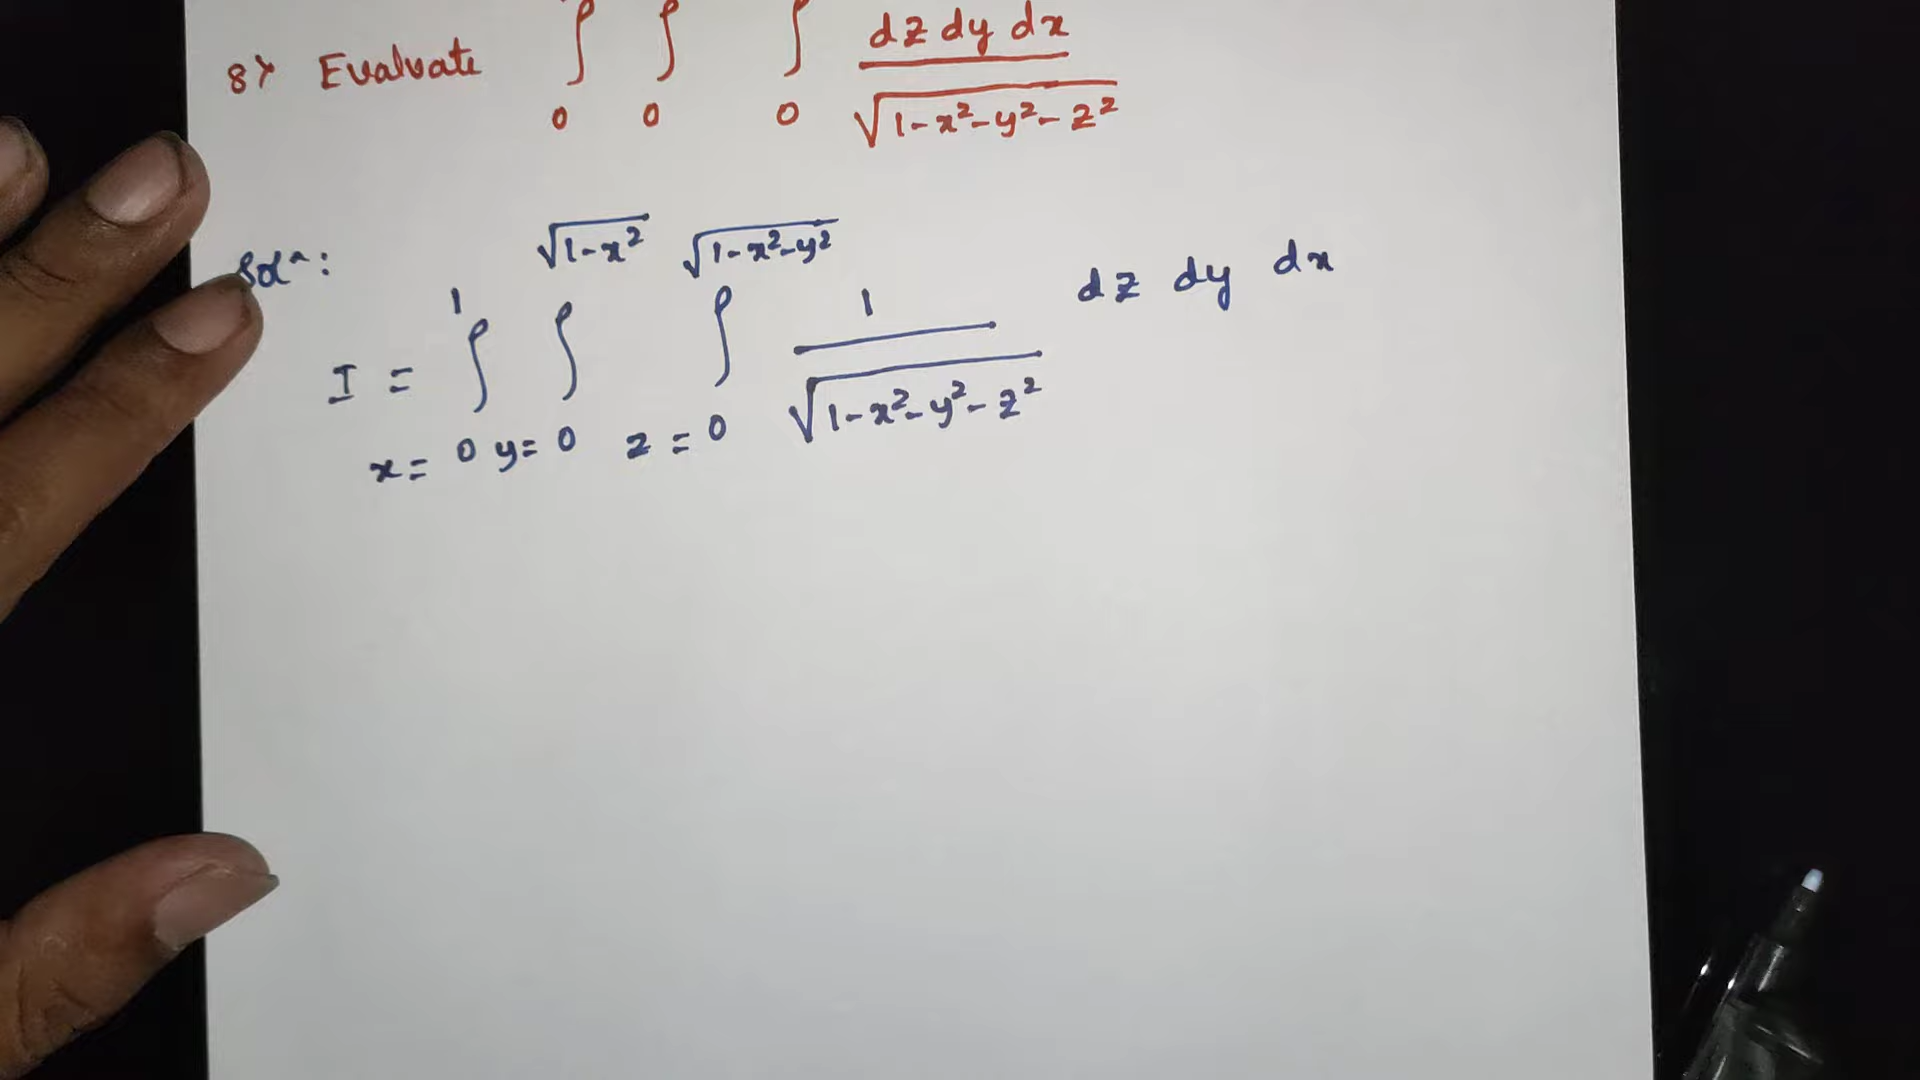 8) Evaluate ∫₀ ∫₀ ∫₀ dz dy dx / √(1-x²-y²-z²)
Solⁿ:
I = ∫_{x=0}^{1} ∫_{y=0}^{√(1-x²)} ∫_{z=0}^{√(1-x²-y²)} 1 / √(1-x²-y²-z²) dz dy dx